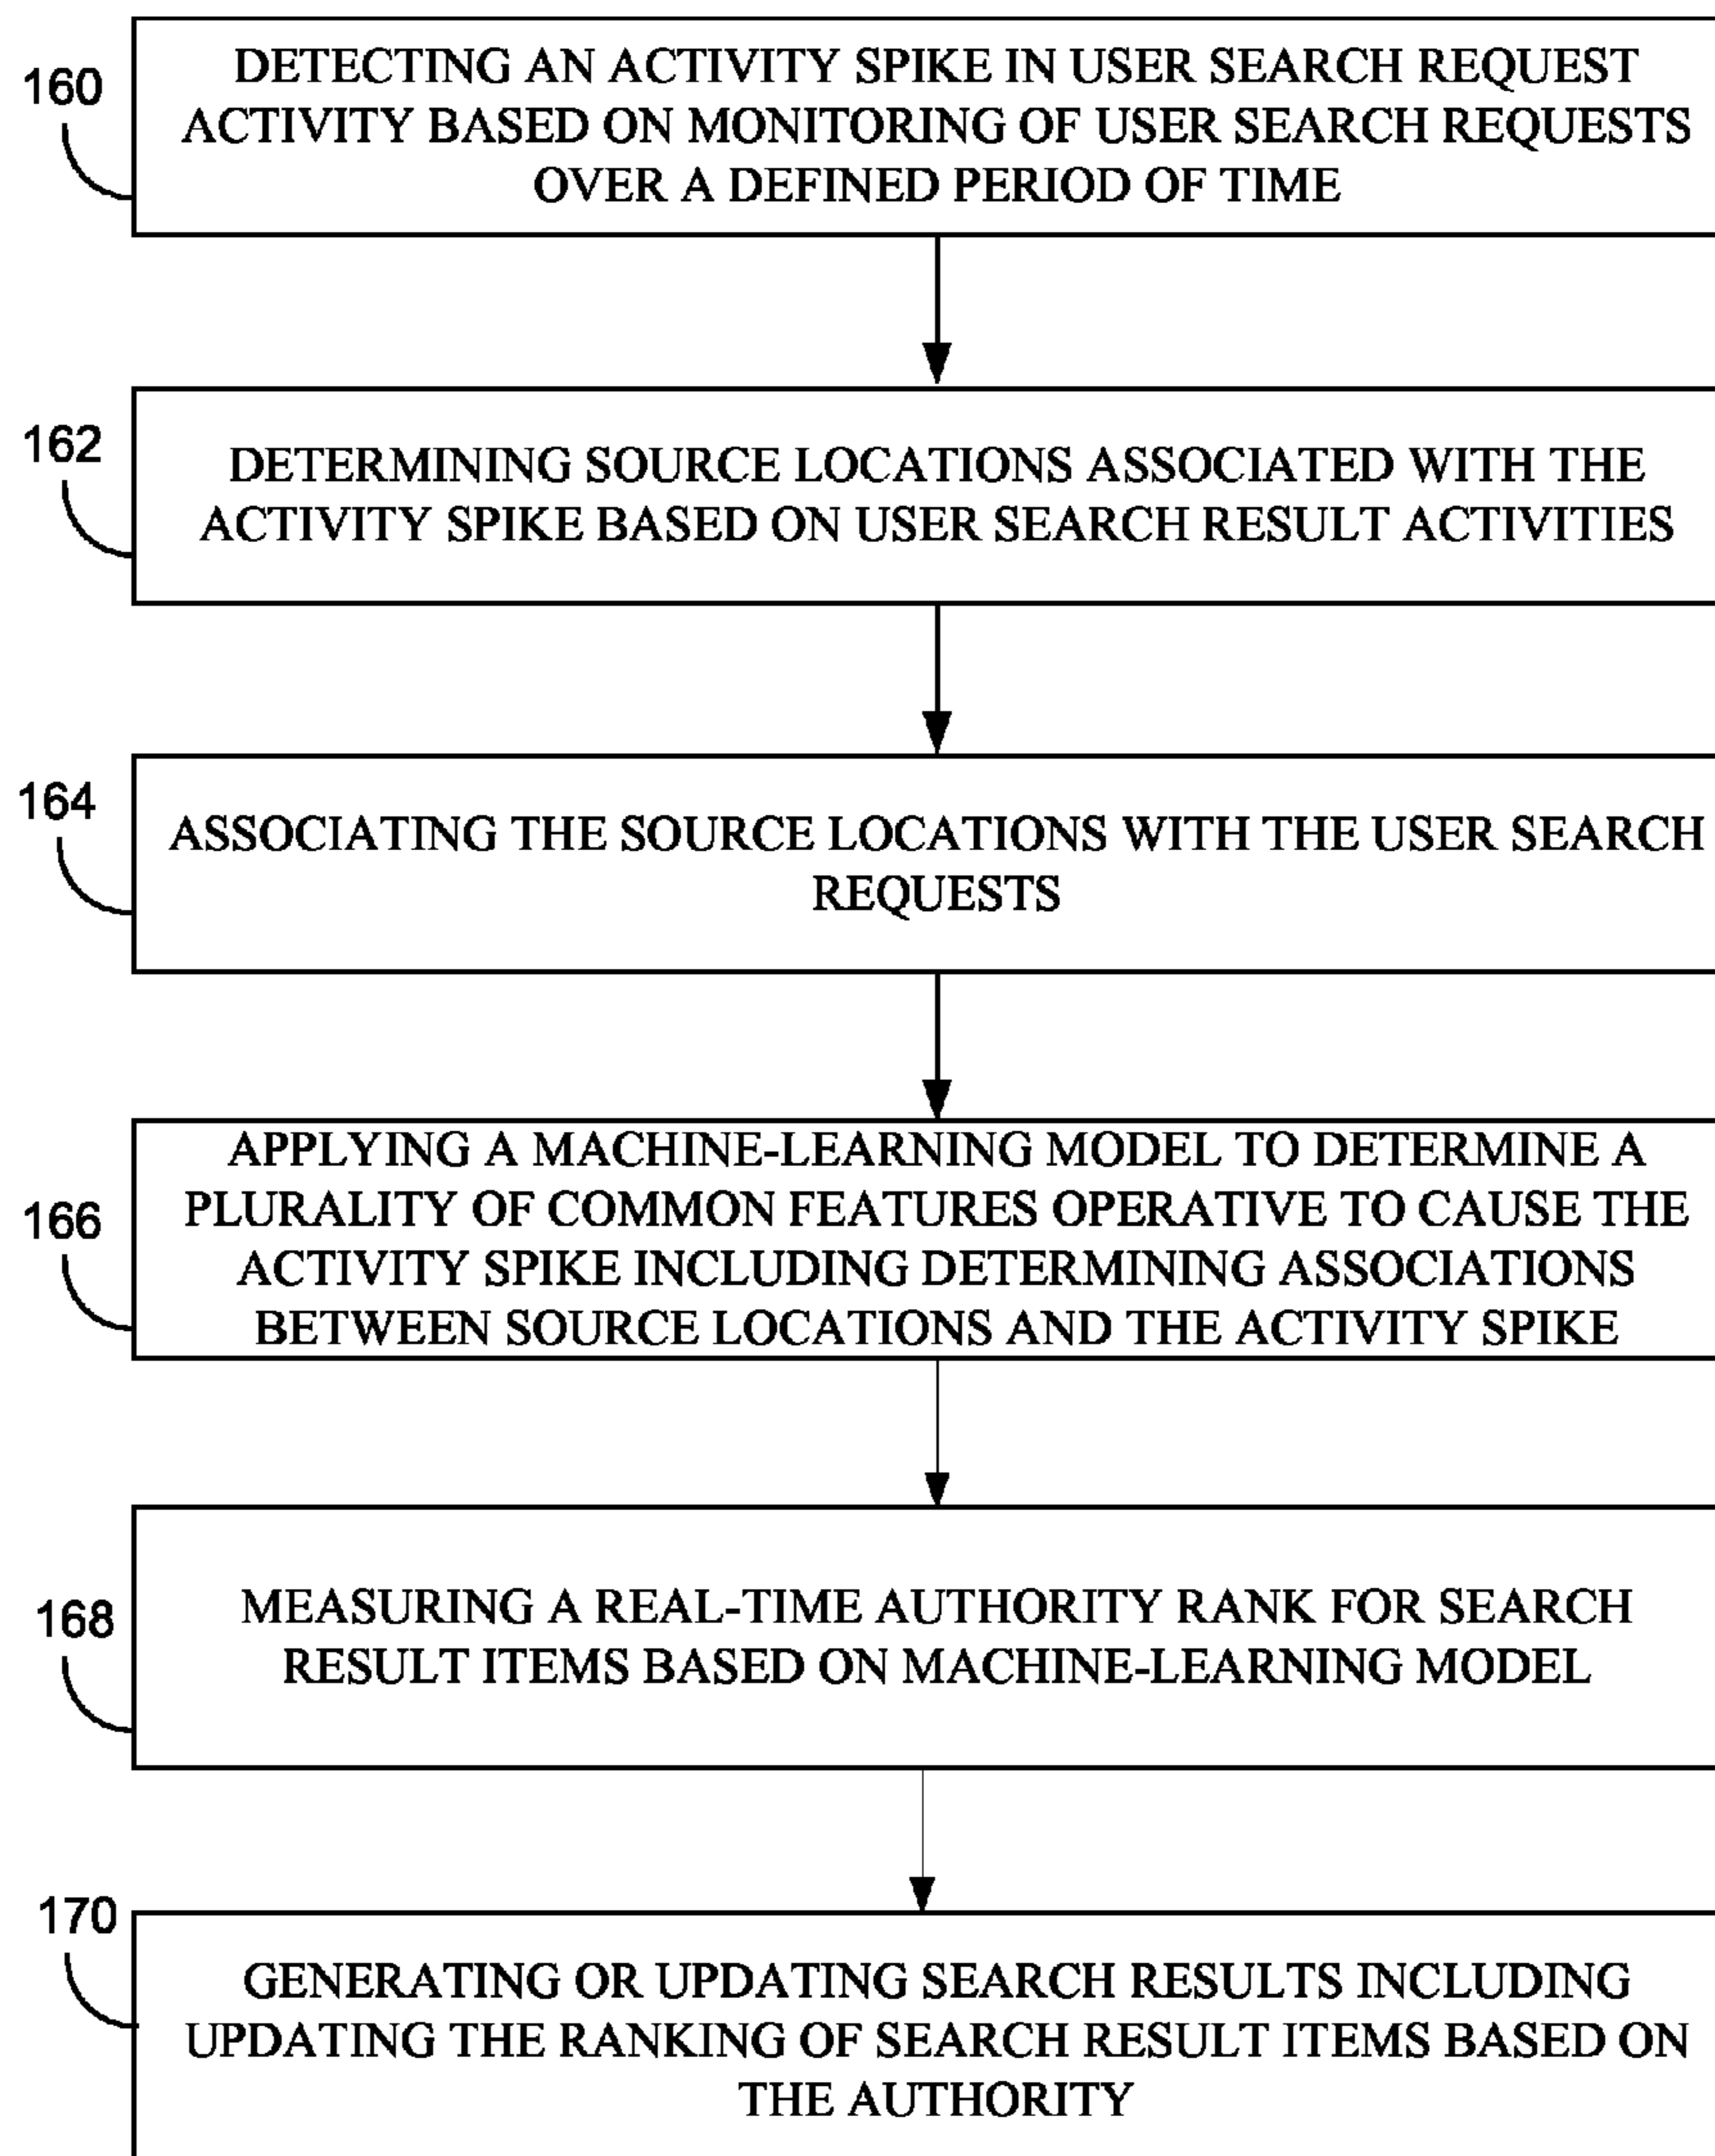 160
DETECTING AN ACTIVITY SPIKE IN USER SEARCH REQUEST
ACTIVITY BASED ON MONITORING OF USER SEARCH REQUESTS
OVER A DEFINED PERIOD OF TIME
162
DETERMINING SOURCE LOCATIONS ASSOCIATED WITH THE
ACTIVITY SPIKE BASED ON USER SEARCH RESULT ACTIVITIES
164
ASSOCIATING THE SOURCE LOCATIONS WITH THE USER SEARCH
REQUESTS
166
APPLYING A MACHINE-LEARNING MODEL TO DETERMINE A
PLURALITY OF COMMON FEATURES OPERATIVE TO CAUSE THE
ACTIVITY SPIKE INCLUDING DETERMINING ASSOCIATIONS
BETWEEN SOURCE LOCATIONS AND THE ACTIVITY SPIKE
168
MEASURING A REAL-TIME AUTHORITY RANK FOR SEARCH
RESULT ITEMS BASED ON MACHINE-LEARNING MODEL
170
GENERATING OR UPDATING SEARCH RESULTS INCLUDING
UPDATING THE RANKING OF SEARCH RESULT ITEMS BASED ON
THE AUTHORITY